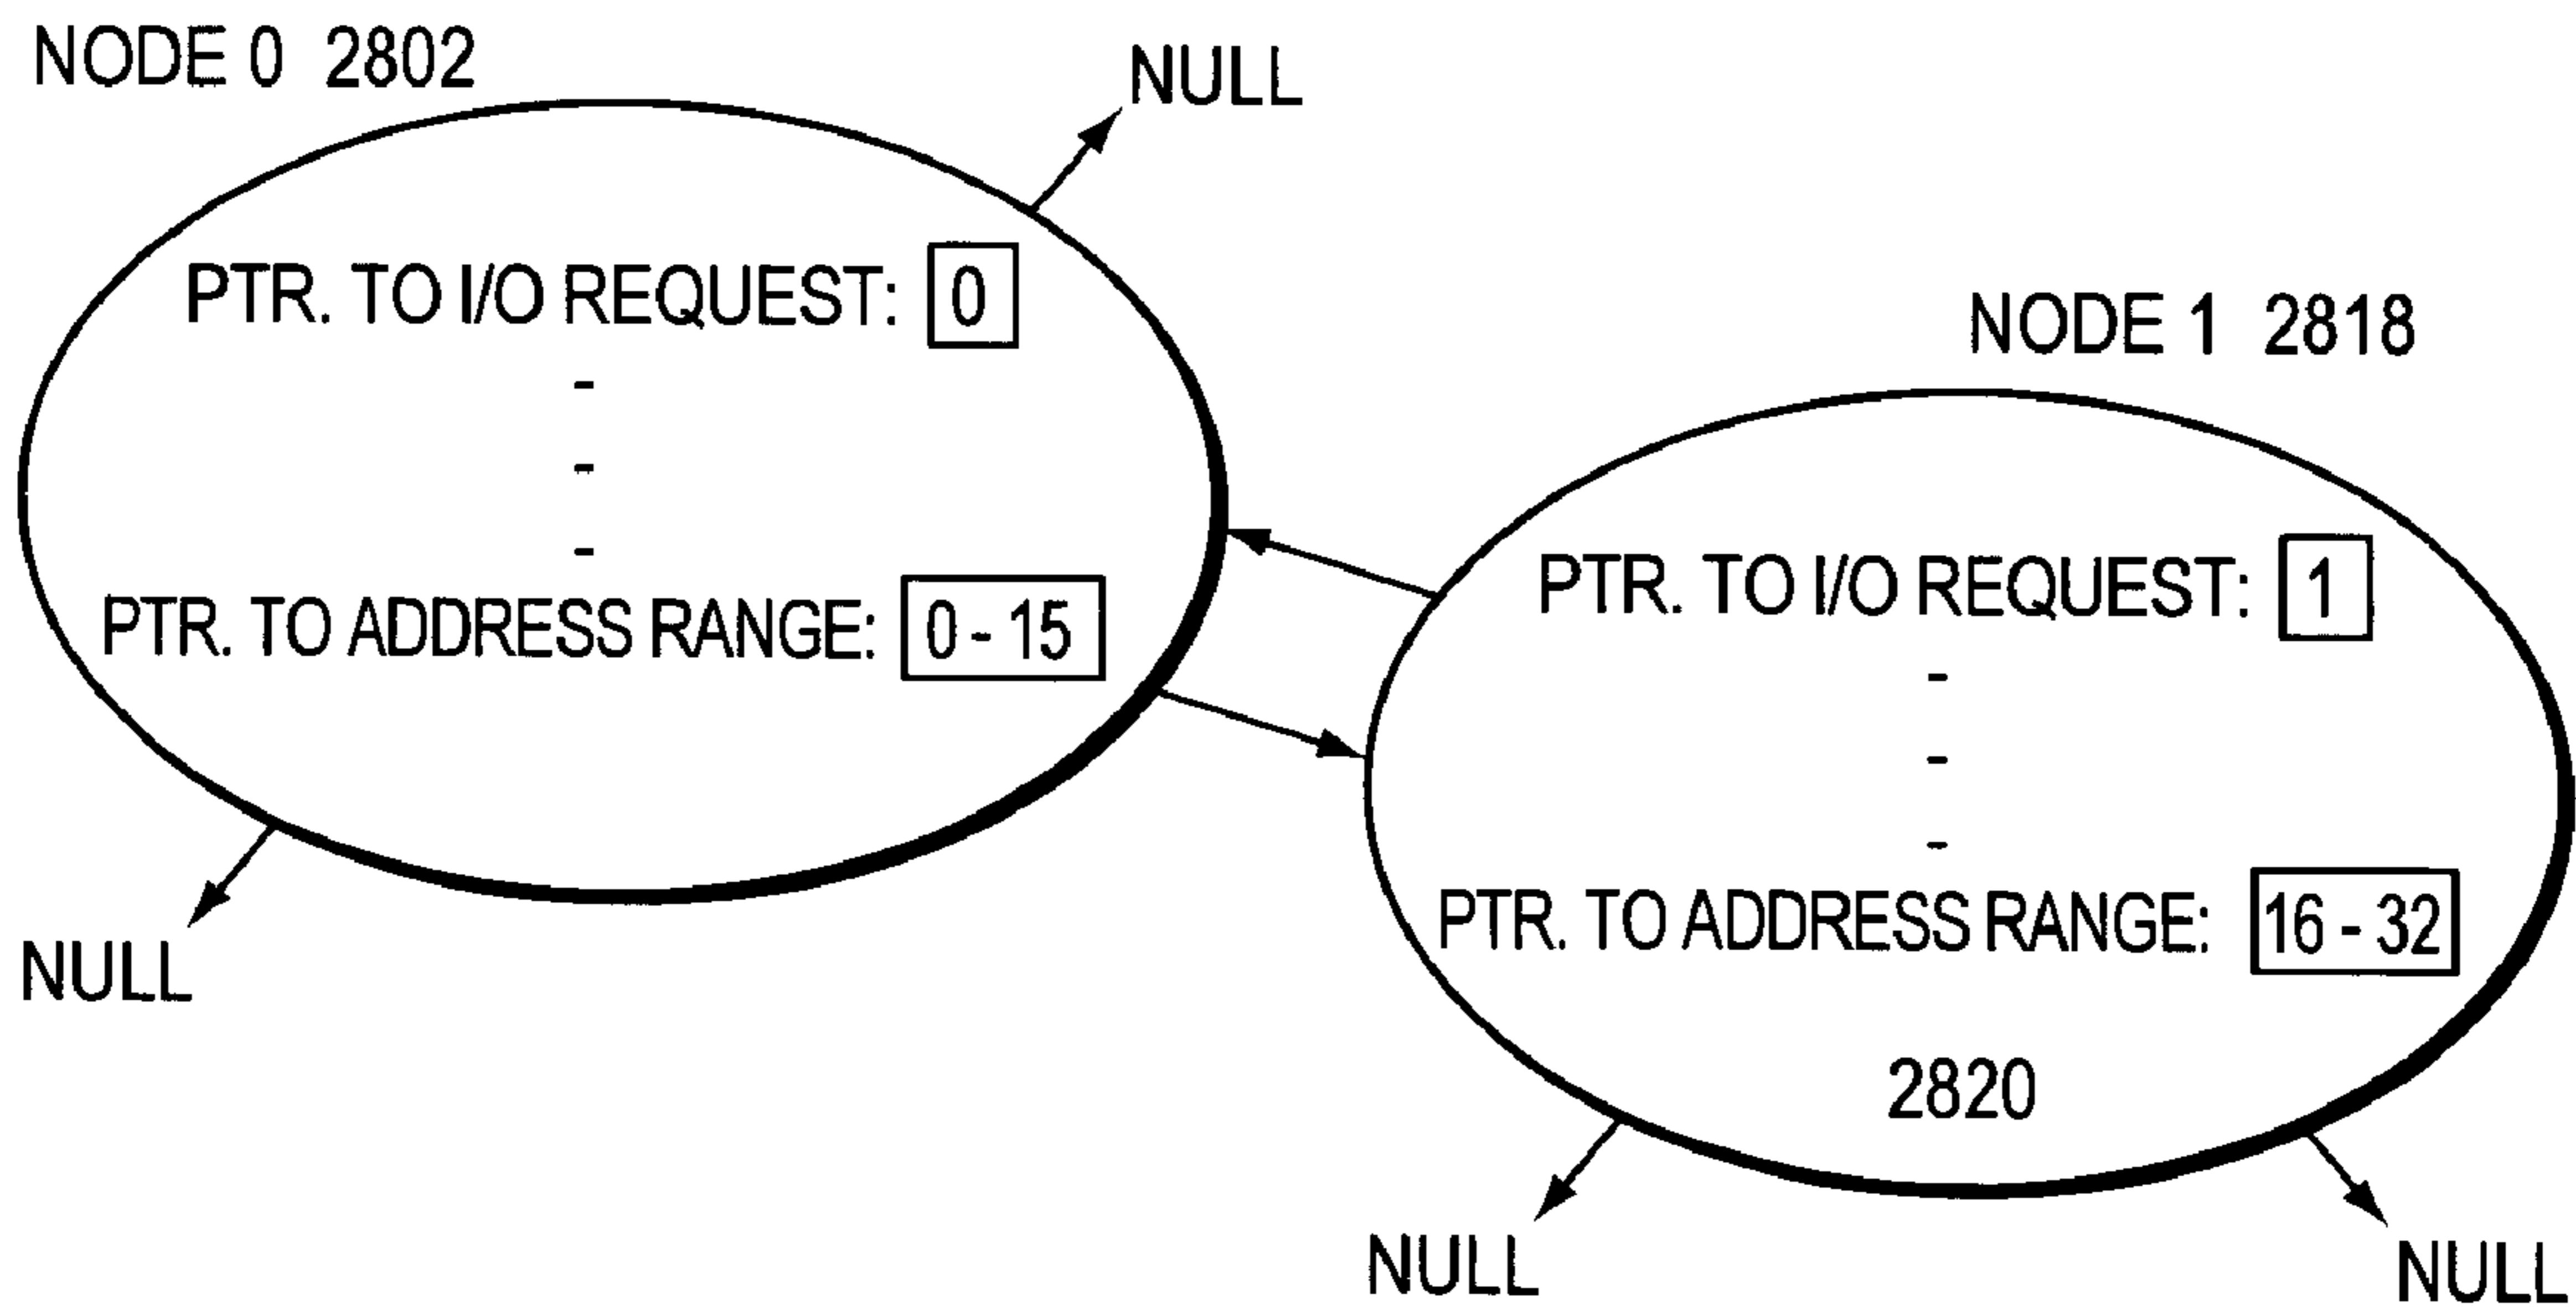 NODE 0 2802
NULL
PTR. TO I/O REQUEST: 0
-
-
-
PTR. TO ADDRESS RANGE: 0 - 15
NULL
NODE 1 2818
PTR. TO I/O REQUEST: 1
-
-
-
PTR. TO ADDRESS RANGE: 16 - 32
2820
NULL
NULL